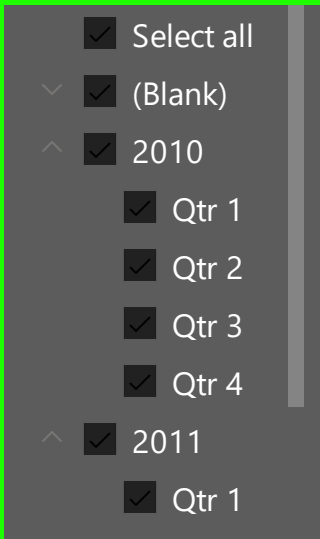 Select all
(Blank)
2010
Qtr 1
Qtr 2
Qtr 3
Qtr 4
2011
Qtr 1